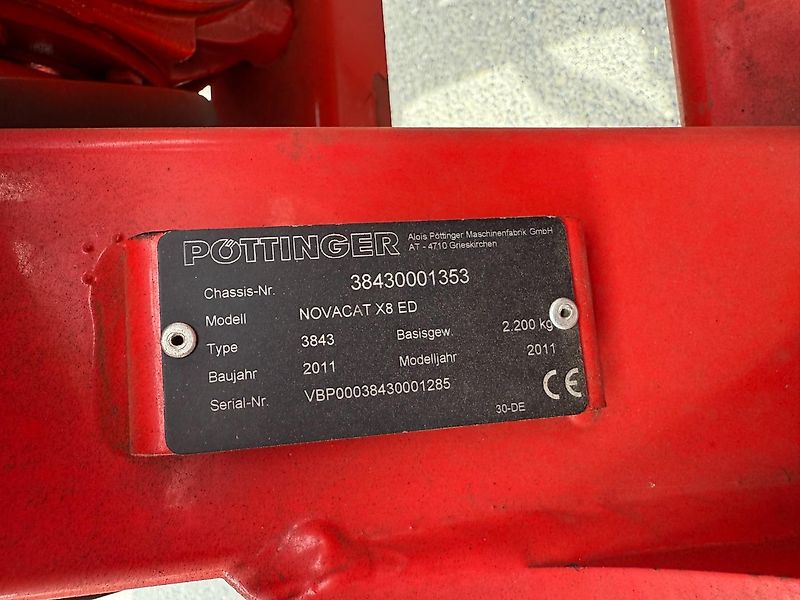 PÖTTINGER Alois Pöttinger Maschinenfabrik GmbH
AT - 4710 Grieskirchen
Chassis-Nr. 38430001353
Modell NOVACAT X8 ED
Type 3843 Basisgew. 2.200 kg
Baujahr 2011 Modelljahr 2011
Serial-Nr. VBP00038430001285
CE
30-DE